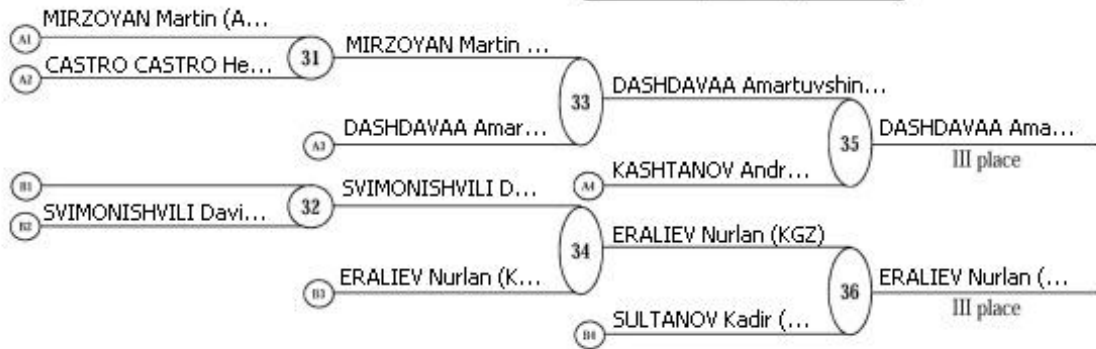 MIRZOYAN Martin (A...
A1
31
MIRZOYAN Martin ...
CASTRO CASTRO He...
A2
33
DASHDAVAA Amartuvshin...
DASHDAVAA Amar...
A3
35
DASHDAVAA Ama...
III place
KASHTANOV Andr...
A4
B1
32
SVIMONISHVILI D...
SVIMONISHVILI Davi...
B2
34
ERALIEV Nurlan (KGZ)
ERALIEV Nurlan (K...
B3
36
ERALIEV Nurlan (...
III place
SULTANOV Kadir (...
B4